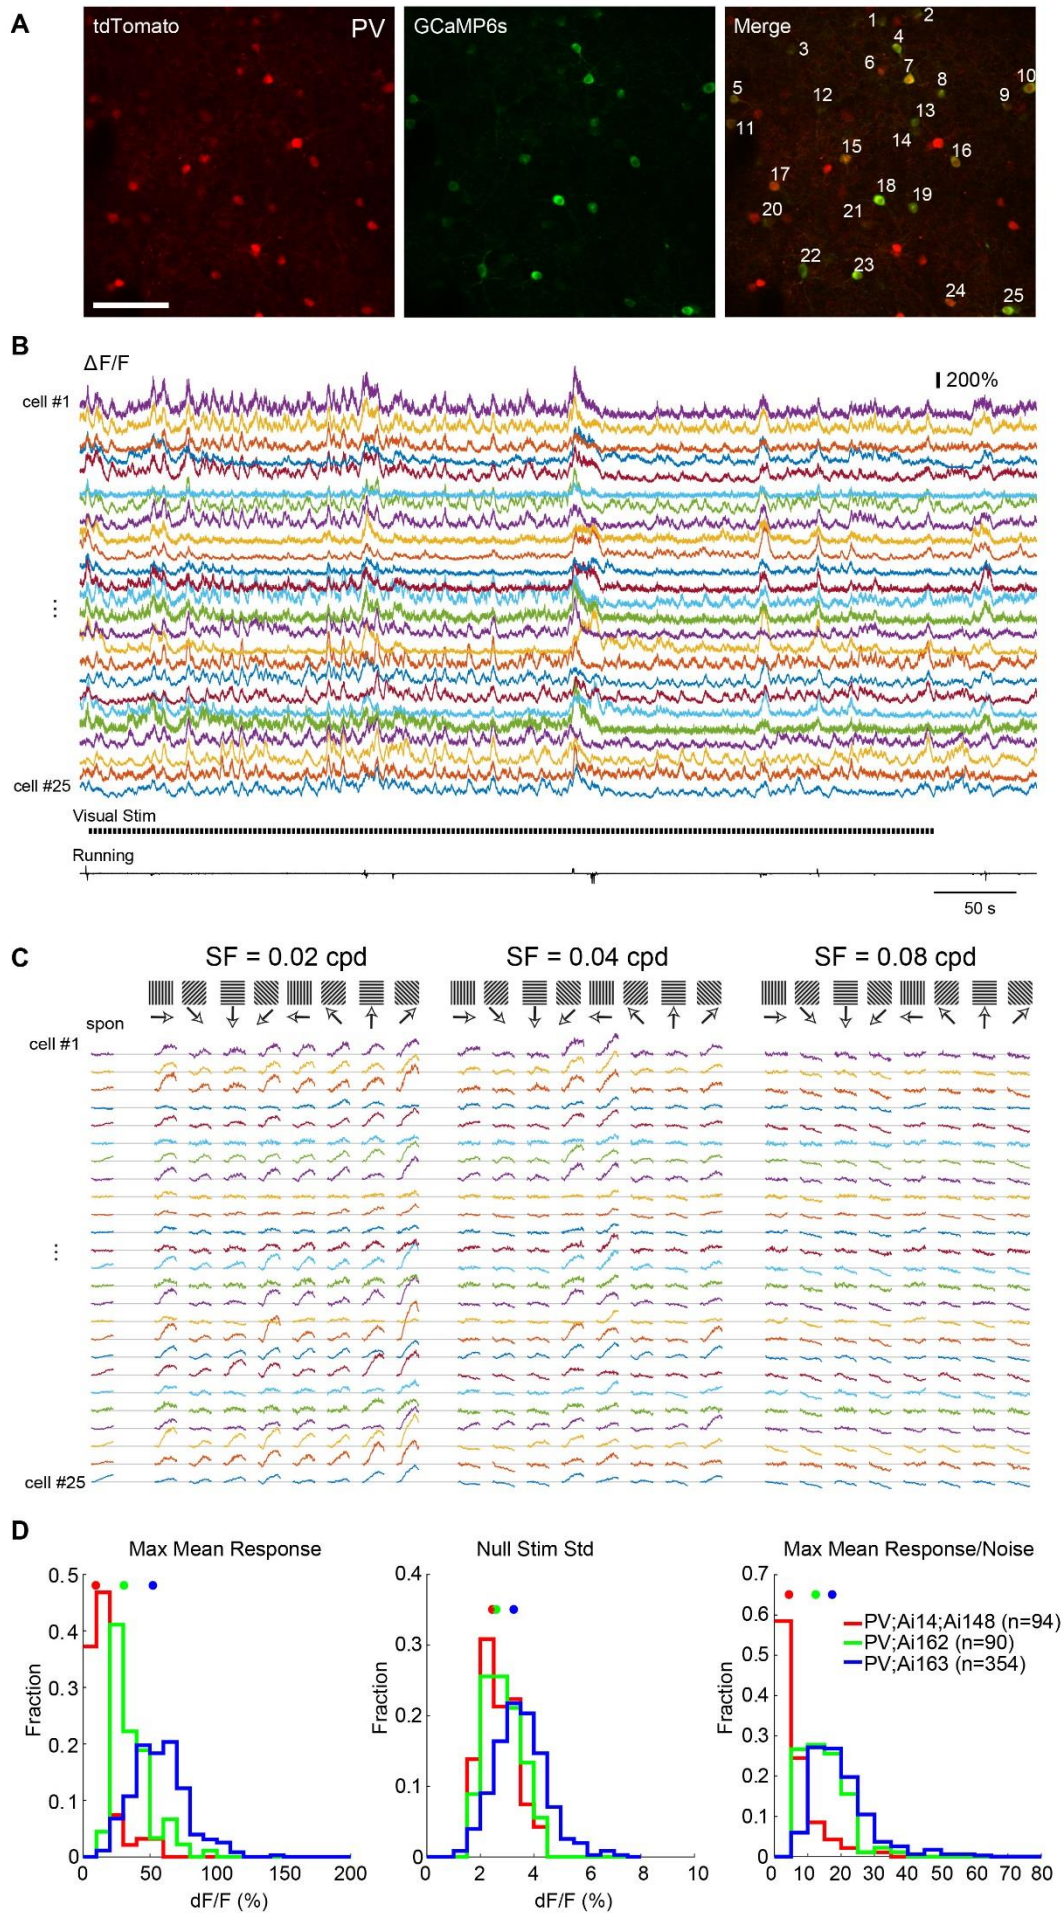 A
tdTomato
PV
GCaMP6s
Merge
1
2
3
4
5
6
7
8
9
10
11
12
13
14
15
16
17
18
19
20
21
22
23
24
25
B
ΔF/F
200%
cell #1
...
cell #25
Visual Stim
Running
50 s
C
SF = 0.02 cpd
SF = 0.04 cpd
SF = 0.08 cpd
spon
cell #1
...
cell #25
D
Max Mean Response
0.5
0.4
0.3
0.2
0.1
0
Fraction
0
50
100
150
200
dF/F (%)
Null Stim Std
0.4
0.3
0.2
0.1
0
Fraction
0
2
4
6
8
10
dF/F (%)
Max Mean Response/Noise
0.7
0.6
0.5
0.4
0.3
0.2
0.1
0
Fraction
0
10
20
30
40
50
60
70
80
PV;Ai14;Ai148 (n=94)
PV;Ai162 (n=90)
PV;Ai163 (n=354)